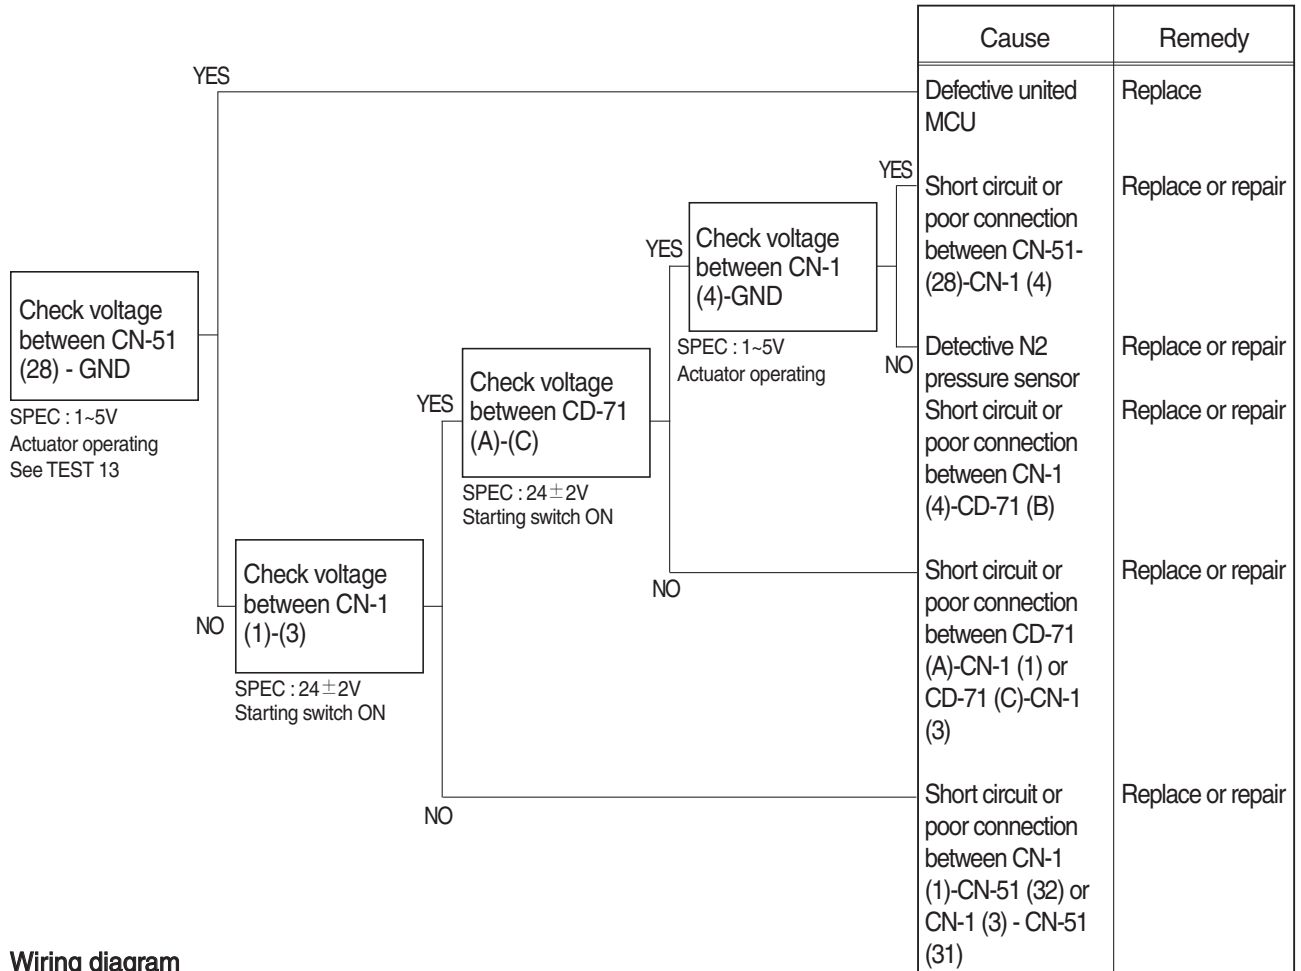 Cause Remedy
YES
Defective united Replace
MCU
YES
Short circuit or Replace or repair
poor connection
between CN-51-
(28)-CN-1 (4)
YES
Check voltage
between CN-1
(4)-GND
SPEC : 1~5V
Actuator operating
NO
Detective N2 Replace or repair
pressure sensor
Short circuit or Replace or repair
poor connection
between CN-1
(4)-CD-71 (B)
Check voltage
between CN-51
(28) - GND
SPEC : 1~5V
Actuator operating
See TEST 13
YES
Check voltage
between CD-71
(A)-(C)
SPEC : 24±2V
Starting switch ON
NO
Short circuit or Replace or repair
poor connection
between CD-71
(A)-CN-1 (1) or
CD-71 (C)-CN-1
(3)
NO
Check voltage
between CN-1
(1)-(3)
SPEC : 24±2V
Starting switch ON
NO
Short circuit or Replace or repair
poor connection
between CN-1
(1)-CN-51 (32) or
CN-1 (3) - CN-51
(31)
Wiring diagram